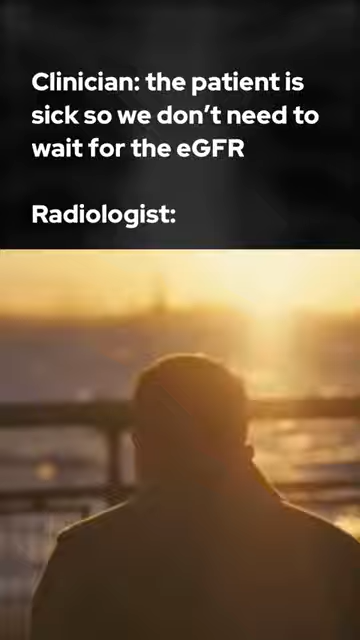 Clinician: the patient is
sick so we don’t need to
wait for the eGFR
Radiologist: